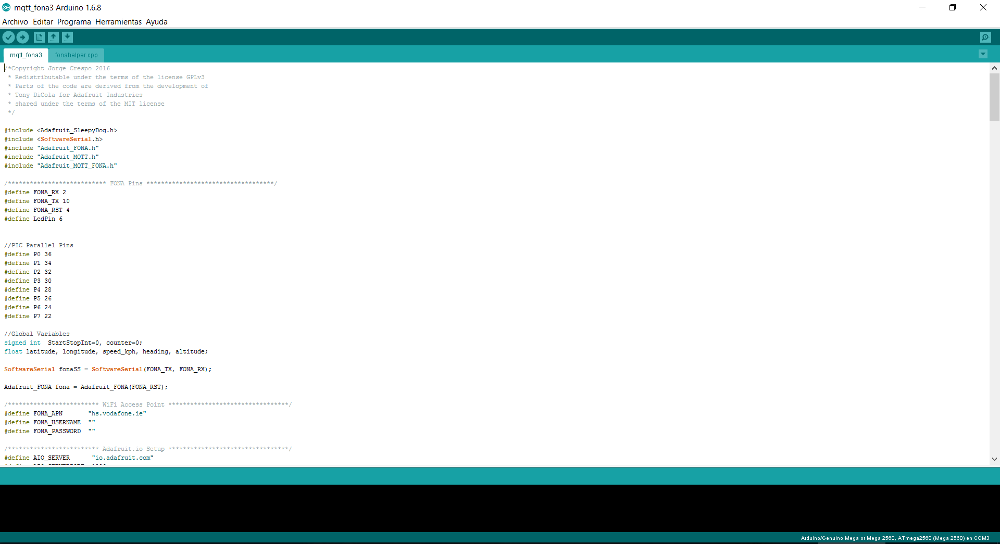 mqtt_fona3 Arduino 1.6.8
Archivo Editar Programa Herramientas Ayuda
mqtt_fona3 fonahelper.cpp
/*Copyright Jorge Crespo 2016
 * Redistributable under the terms of the license GPLv3
 * Parts of the code are derived from the development of
 * Tony DiCola for Adafruit Industries
 * shared under the terms of the MIT license
 */
#include <Adafruit_SleepyDog.h>
#include <SoftwareSerial.h>
#include "Adafruit_FONA.h"
#include "Adafruit_MQTT.h"
#include "Adafruit_MQTT_FONA.h"
/*************************** FONA Pins ***********************************/
#define FONA_RX 2
#define FONA_TX 10
#define FONA_RST 4
#define LedPin 6
//PIC Parallel Pins
#define P0 36
#define P1 34
#define P2 32
#define P3 30
#define P4 28
#define P5 26
#define P6 24
#define P7 22
//Global Variables
signed int  StartStopInt=0, counter=0;
float latitude, longitude, speed_kph, heading, altitude;
SoftwareSerial fonaSS = SoftwareSerial(FONA_TX, FONA_RX);
Adafruit_FONA fona = Adafruit_FONA(FONA_RST);
/************************* WiFi Access Point *********************************/
#define FONA_APN       "hs.vodafone.ie"
#define FONA_USERNAME  ""
#define FONA_PASSWORD  ""
/************************* Adafruit.io Setup *********************************/
#define AIO_SERVER      "io.adafruit.com"
Arduino/Genuino Mega or Mega 2560, ATmega2560 (Mega 2560) en COM3